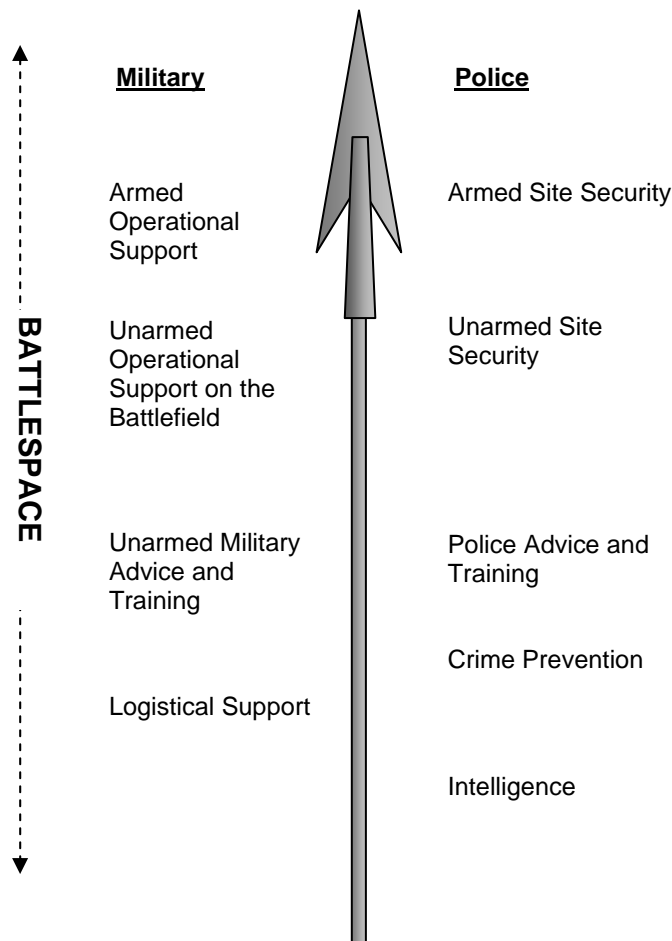 Military
Armed
Operational
Support
Unarmed
Operational
Support on the
Battlefield
Unarmed Military
Advice and
Training
Logistical Support
Police
Armed Site Security
Unarmed Site
Security
Police Advice and
Training
Crime Prevention
Intelligence
BATTLESPACE